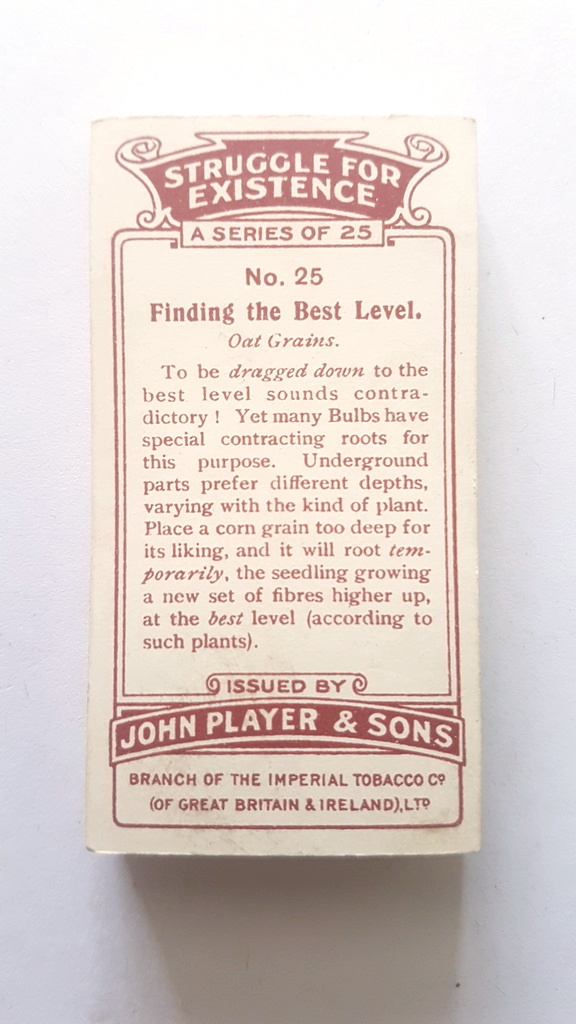 STRUGGLE FOR
EXISTENCE
A SERIES OF 25
No. 25
Finding the Best Level.
Oat Grains.
To be dragged down to the
best level sounds contra-
dictory ! Yet many Bulbs have
special contracting roots for
this purpose. Underground
parts prefer different depths,
varying with the kind of plant.
Place a corn grain too deep for
its liking, and it will root tem-
porarily, the seedling growing
a new set of fibres higher up,
at the best level (according to
such plants).
ISSUED BY
JOHN PLAYER & SONS
BRANCH OF THE IMPERIAL TOBACCO Cº
(OF GREAT BRITAIN & IRELAND), LTD